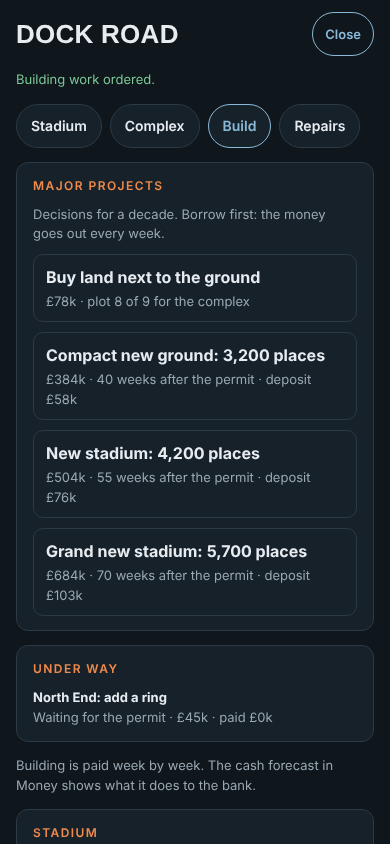 DOCK ROAD
Close
Building work ordered.
Stadium
Complex
Build
Repairs
MAJOR PROJECTS
Decisions for a decade. Borrow first: the money
goes out every week.
Buy land next to the ground
£78k · plot 8 of 9 for the complex
Compact new ground: 3,200 places
£384k · 40 weeks after the permit · deposit
£58k
New stadium: 4,200 places
£504k · 55 weeks after the permit · deposit
£76k
Grand new stadium: 5,700 places
£684k · 70 weeks after the permit · deposit
£103k
UNDER WAY
North End: add a ring
Waiting for the permit · £45k · paid £0k
Building is paid week by week. The cash forecast in
Money shows what it does to the bank.
STADIUM